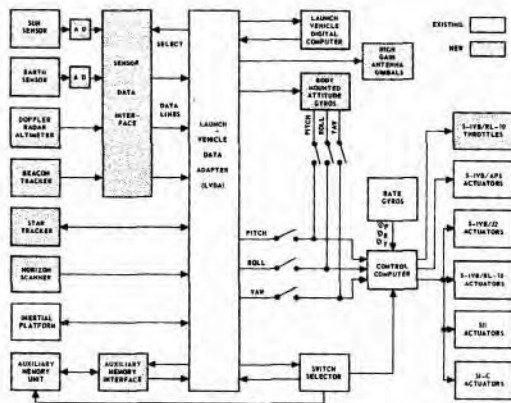 SUN
SENSOR
A D
EARTH
SENSOR
A D
DOPPLER
RADAR
ALTIMETER
BEACON
TRACKER
STAR
TRACKER
HORIZON
SCANNER
INERTIAL
PLATFORM
AUXILIARY
MEMORY
UNIT
AUXILIARY
MEMORY
INTERFACE
SENSOR
DATA
INTER-
FACE
SELECT
DATA
LINES
LAUNCH
-
VEHICLE
DATA
ADAPTER
(LVDA)
LAUNCH
VEHICLE
DIGITAL
COMPUTER
BODY
MOUNTED
ATTITUDE
GYROS
PITCH
ROLL
YAW
HIGH
GAIN
ANTENNA
GIMBALS
EXISTING
NEW
PITCH
ROLL
YAW
RATE
GYROS
CONTROL
COMPUTER
SWITCH
SELECTOR
S-IVB/RL-10
THROTTLES
S-IVB/APS
ACTUATORS
S-IVB/J2
ACTUATORS
S-IVB/RL-10
ACTUATORS
SII
ACTUATORS
SI-C
ACTUATORS